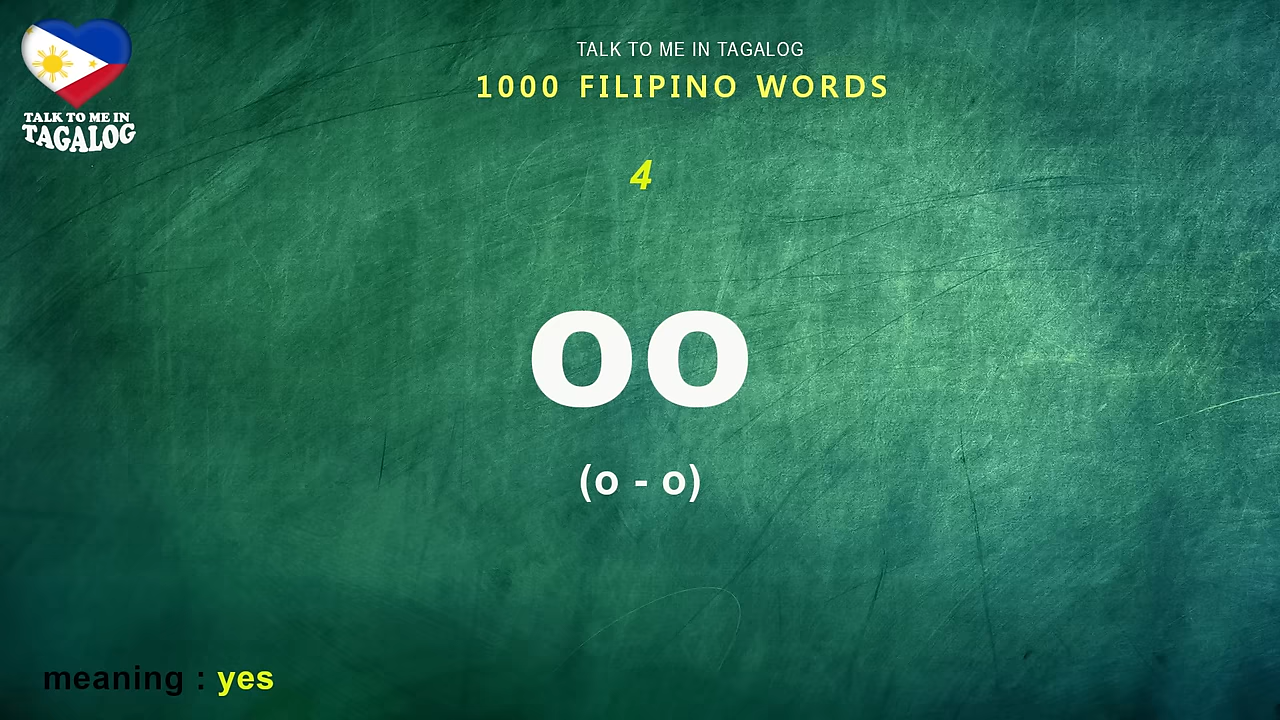 TALK TO ME IN
TAGALOG
TALK TO ME IN TAGALOG
1000 FILIPINO WORDS
4
oo
(o - o)
meaning : yes